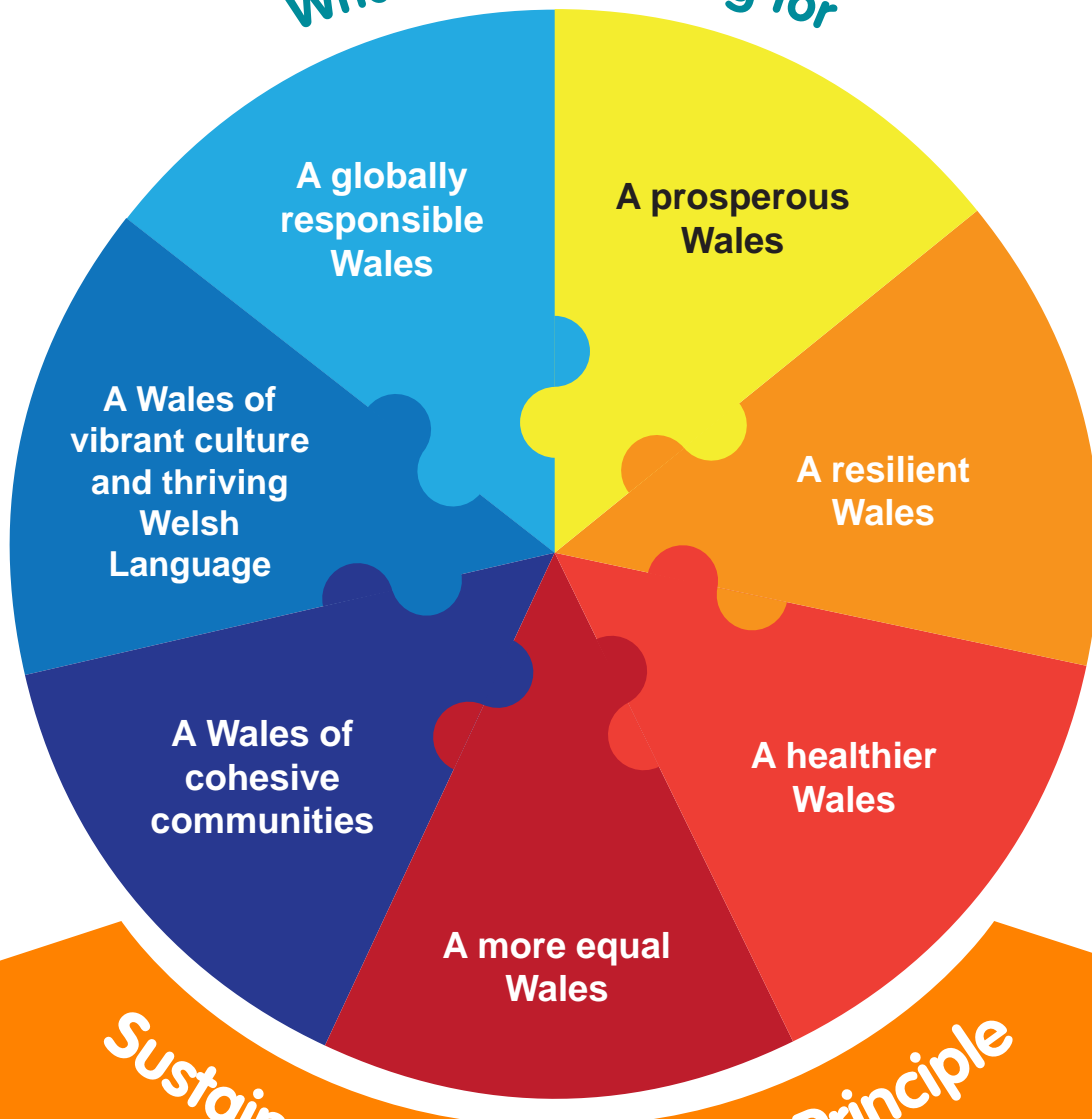 for
A globally
responsible
Wales
A prosperous
Wales
A Wales of
vibrant culture
and thriving
Welsh
Language
A resilient
Wales
A Wales of
cohesive
communities
A healthier
Wales
A more equal
Wales
Principle